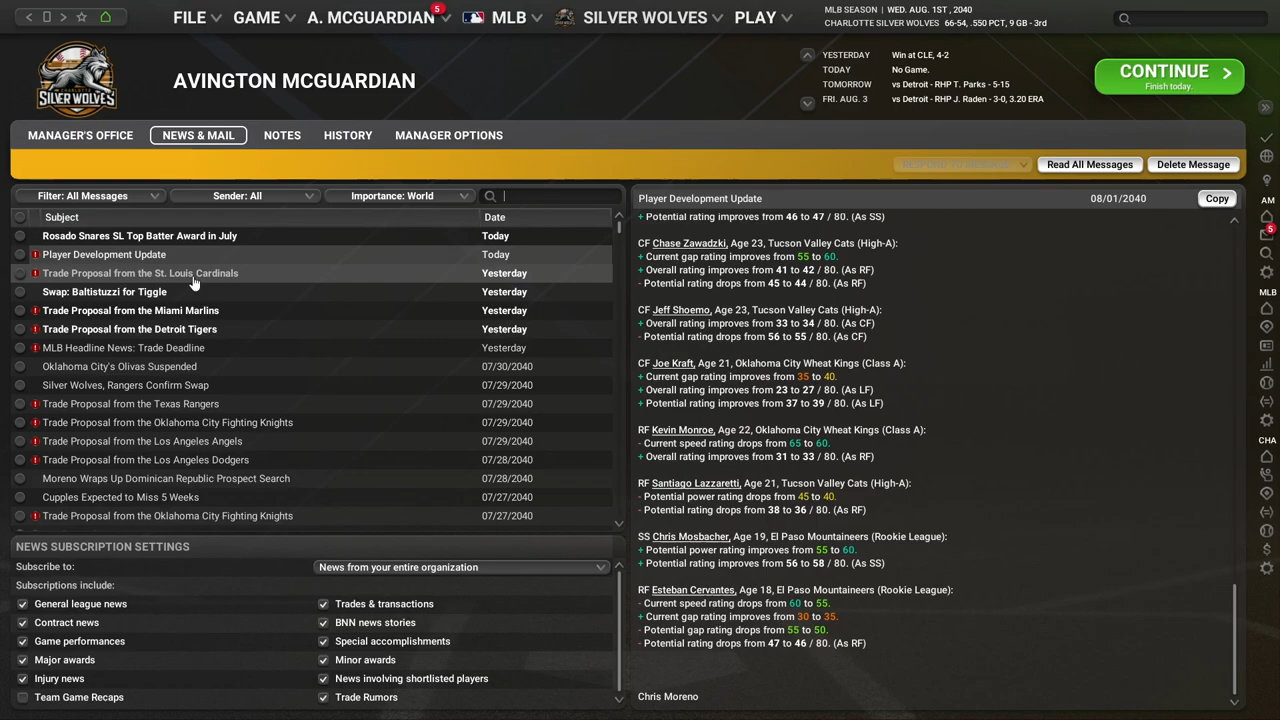 FILE GAME A. MCGUARDIAN 5 MLB SILVER WOLVES PLAY
MLB SEASON | WED. AUG. 1ST , 2040
CHARLOTTE SILVER WOLVES 66-54, .550 PCT, 9 GB - 3rd
CHARLOTTE
SILVER WOLVES
AVINGTON MCGUARDIAN
YESTERDAY Win at CLE, 4-2
TODAY No Game.
TOMORROW vs Detroit - RHP T. Parks - 5-15
FRI. AUG. 3 vs Detroit - RHP J. Raden - 3-0, 3.20 ERA
CONTINUE
Finish today.
MANAGER'S OFFICE NEWS & MAIL NOTES HISTORY MANAGER OPTIONS
RESPOND TO MESSAGE Read All Messages Delete Message
Filter: All Messages Sender: All Importance: World
Subject Date
Rosado Snares SL Top Batter Award in July Today
Player Development Update Today
Trade Proposal from the St. Louis Cardinals Yesterday
Swap: Baltistuzzi for Tiggle Yesterday
Trade Proposal from the Miami Marlins Yesterday
Trade Proposal from the Detroit Tigers Yesterday
MLB Headline News: Trade Deadline Yesterday
Oklahoma City's Olivas Suspended 07/30/2040
Silver Wolves, Rangers Confirm Swap 07/29/2040
Trade Proposal from the Texas Rangers 07/29/2040
Trade Proposal from the Oklahoma City Fighting Knights 07/29/2040
Trade Proposal from the Los Angeles Angels 07/29/2040
Trade Proposal from the Los Angeles Dodgers 07/28/2040
Moreno Wraps Up Dominican Republic Prospect Search 07/28/2040
Cupples Expected to Miss 5 Weeks 07/27/2040
Trade Proposal from the Oklahoma City Fighting Knights 07/27/2040
NEWS SUBSCRIPTION SETTINGS
Subscribe to: News from your entire organization
Subscriptions include:
General league news Trades & transactions
Contract news BNN news stories
Game performances Special accomplishments
Major awards Minor awards
Injury news News involving shortlisted players
Team Game Recaps Trade Rumors
Player Development Update 08/01/2040 Copy
+ Potential rating improves from 46 to 47 / 80. (As SS)
CF Chase Zawadzki, Age 23, Tucson Valley Cats (High-A):
+ Current gap rating improves from 55 to 60.
+ Overall rating improves from 41 to 42 / 80. (As RF)
- Potential rating drops from 45 to 44 / 80. (As RF)
CF Jeff Shoemo, Age 23, Tucson Valley Cats (High-A):
+ Overall rating improves from 33 to 34 / 80. (As CF)
- Potential rating drops from 56 to 55 / 80. (As CF)
CF Joe Kraft, Age 21, Oklahoma City Wheat Kings (Class A):
+ Current gap rating improves from 35 to 40.
+ Overall rating improves from 23 to 27 / 80. (As LF)
+ Potential rating improves from 37 to 39 / 80. (As LF)
RF Kevin Monroe, Age 22, Oklahoma City Wheat Kings (Class A):
- Current speed rating drops from 65 to 60.
+ Overall rating improves from 31 to 33 / 80. (As RF)
RF Santiago Lazzaretti, Age 21, Tucson Valley Cats (High-A):
- Potential power rating drops from 45 to 40.
- Potential rating drops from 38 to 36 / 80. (As RF)
SS Chris Mosbacher, Age 19, El Paso Mountaineers (Rookie League):
+ Potential power rating improves from 55 to 60.
+ Potential rating improves from 56 to 58 / 80. (As SS)
RF Esteban Cervantes, Age 18, El Paso Mountaineers (Rookie League):
- Current speed rating drops from 60 to 55.
+ Current gap rating improves from 30 to 35.
- Potential gap rating drops from 55 to 50.
- Potential rating drops from 47 to 46 / 80. (As RF)
Chris Moreno
AM
5
MLB
CHA